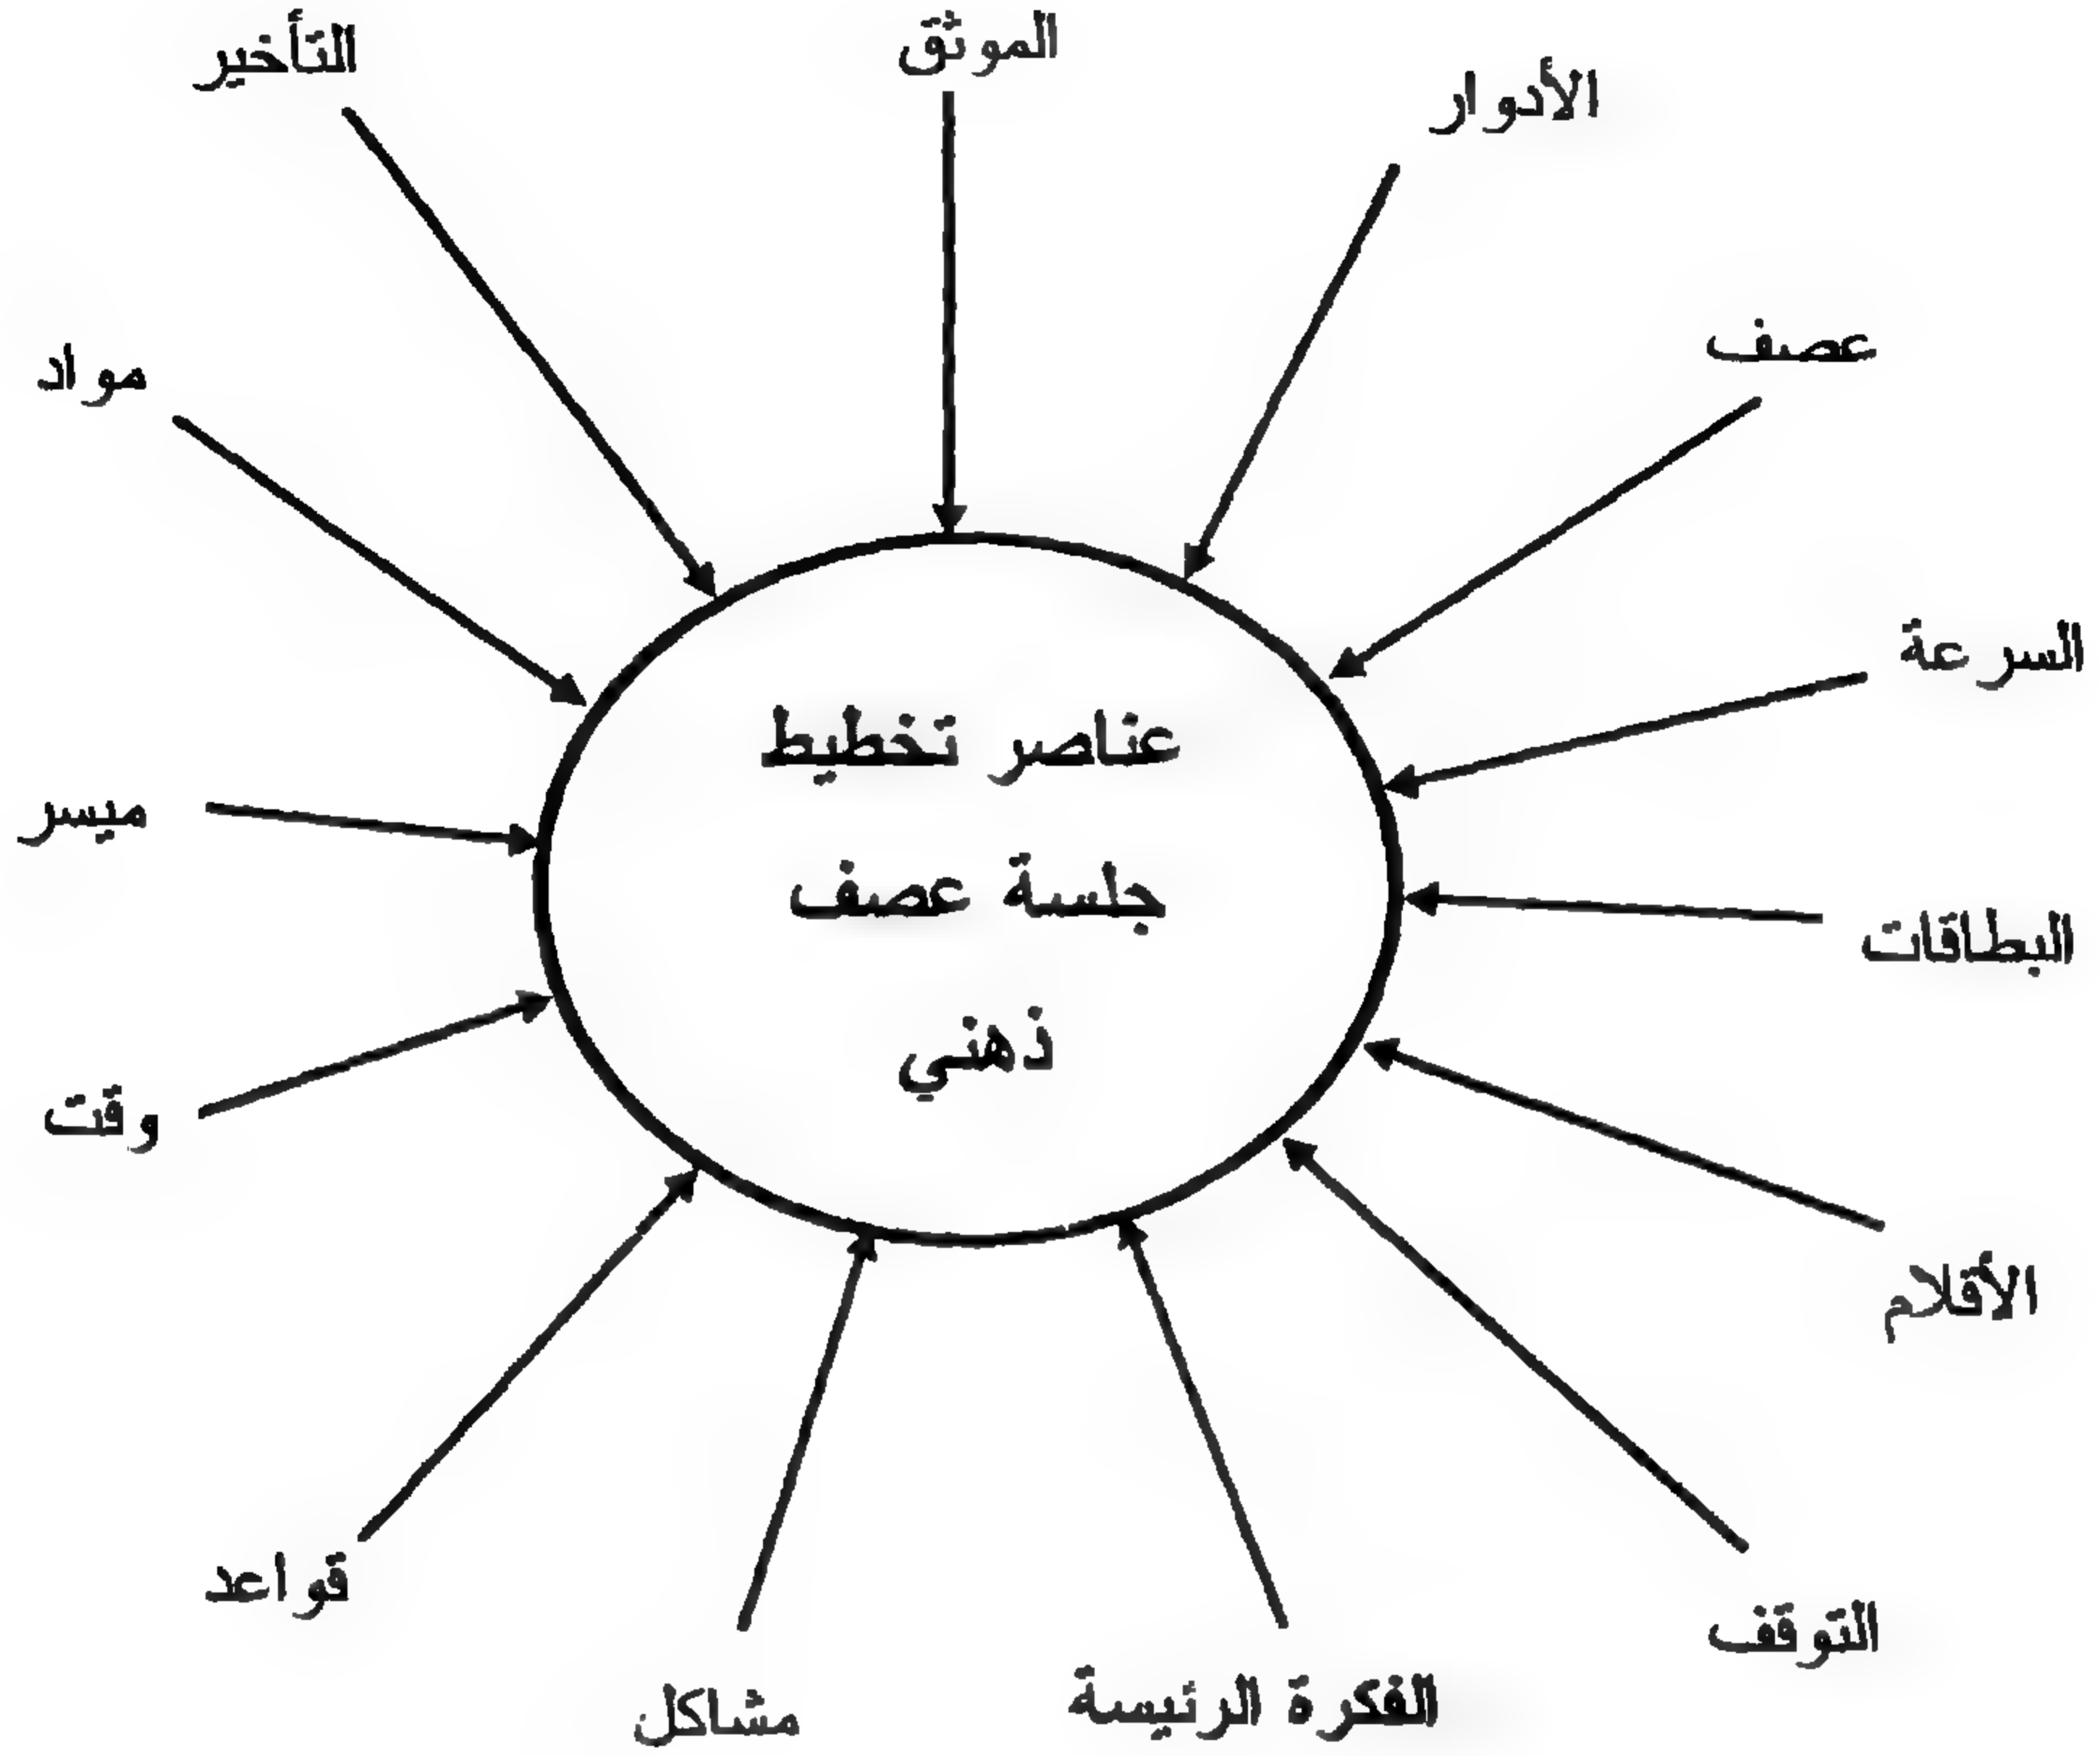 الموثق
التأخير
الأدوار
عصف
مواد
السرعة
عناصر تخطيط
جلسة عصف
ذهني
ميسر
البطاقات
وقت
الأقلام
قواعد
التوقف
الفكرة الرئيسة
مشاكل